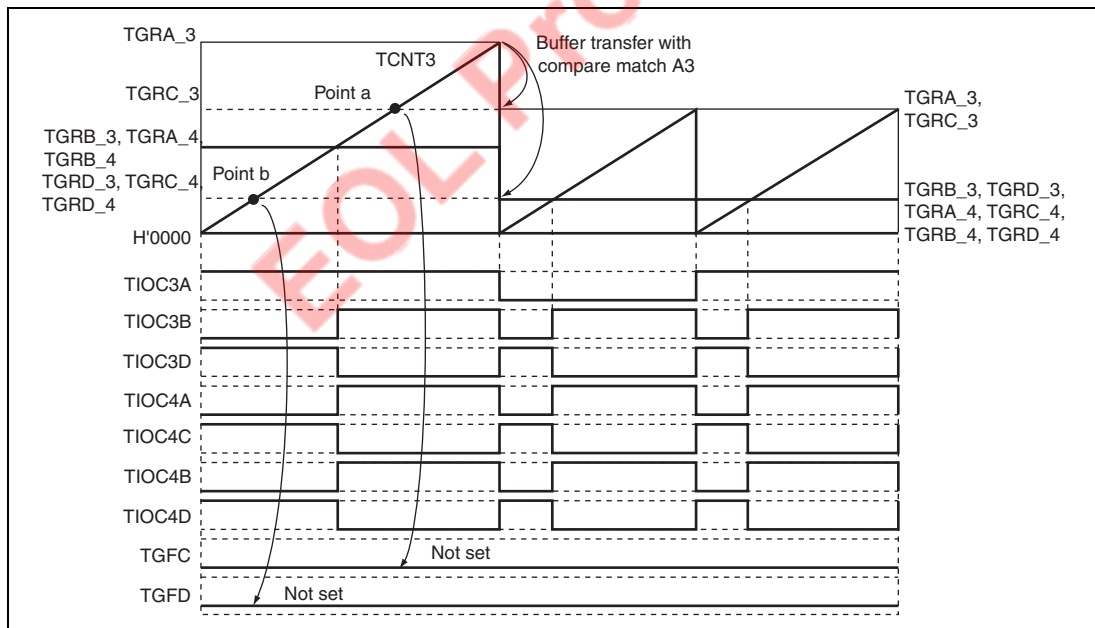 EOL Pro
TGRA_3
TCNT3
Buffer transfer with
compare match A3
TGRC_3
Point a
TGRA_3,
TGRC_3
TGRB_3, TGRA_4,
TGRB_4
Point b
TGRD_3, TGRC_4,
TGRD_4
TGRB_3, TGRD_3,
TGRA_4, TGRC_4,
TGRB_4, TGRD_4
H'0000
TIOC3A
TIOC3B
TIOC3D
TIOC4A
TIOC4C
TIOC4B
TIOC4D
TGFC
Not set
TGFD
Not set